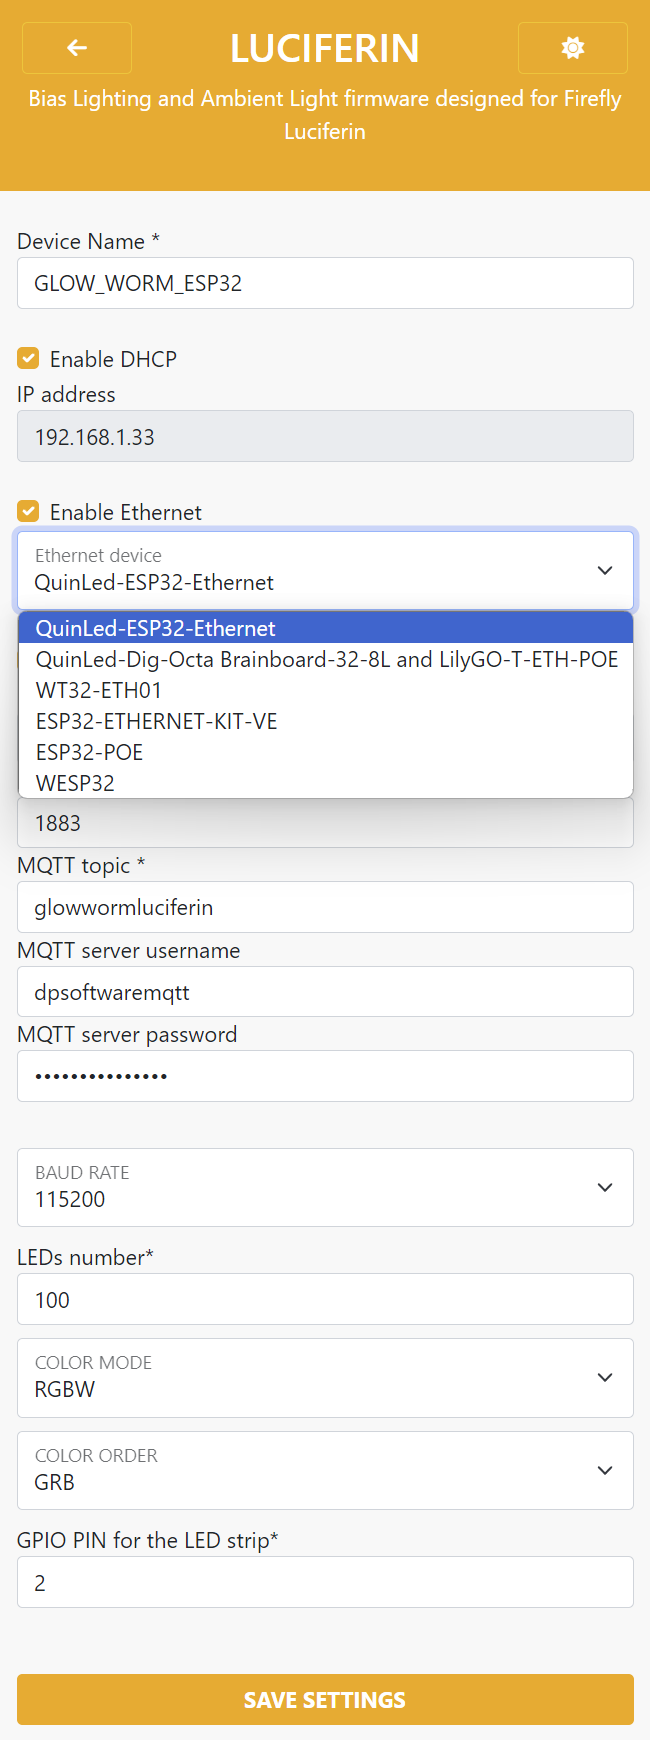 LUCIFERIN
Bias Lighting and Ambient Light firmware designed for Firefly
Luciferin
Device Name *
GLOW_WORM_ESP32
Enable DHCP
IP address
192.168.1.33
Enable Ethernet
Ethernet device
QuinLed-ESP32-Ethernet
QuinLed-ESP32-Ethernet
QuinLed-Dig-Octa Brainboard-32-8L and LilyGO-T-ETH-POE
WT32-ETH01
ESP32-ETHERNET-KIT-VE
ESP32-POE
WESP32
1883
MQTT topic *
glowwormluciferin
MQTT server username
dpsoftwaremqtt
MQTT server password
•••••••••••••••
BAUD RATE
115200
LEDs number*
100
COLOR MODE
RGBW
COLOR ORDER
GRB
GPIO PIN for the LED strip*
2
SAVE SETTINGS